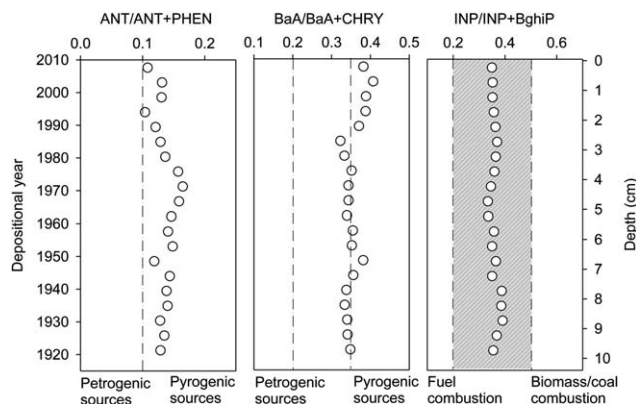 ANT/ANT+PHEN BaA/BaA+CHRY INP/INP+BghiP
0.0 0.1 0.2 0.1 0.2 0.3 0.4 0.5 0.2 0.4 0.6
2010 0
2000 1
1990 2
1980 3
1970 4
1960 5
1950 6
1940 7
1930 8
1920 9
10
Depositional year
Depth (cm)
Petrogenic Pyrogenic Petrogenic Pyrogenic Fuel Biomass/coal
sources sources sources sources combustion combustion